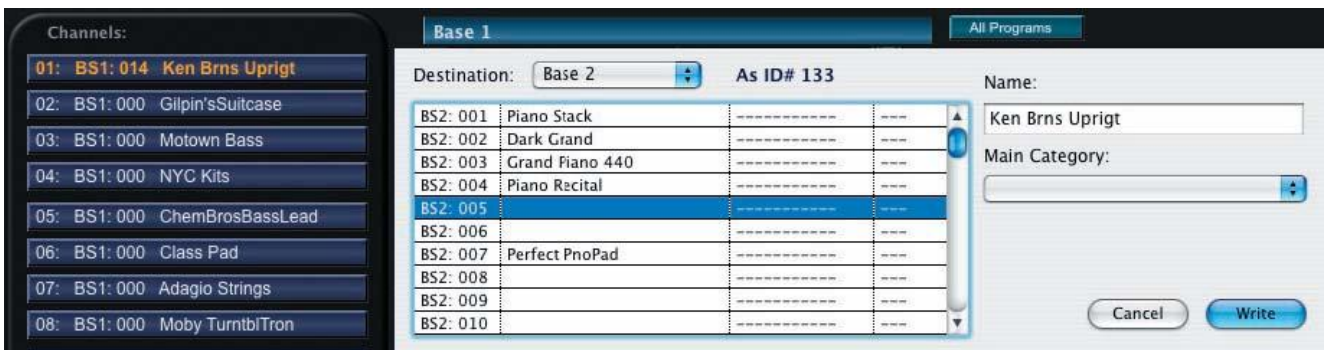 Channels:
01: BS1: 014 Ken Brns Uprigt
02: BS1: 000 Gilpin'sSuitcase
03: BS1: 000 Motown Bass
04: BS1: 000 NYC Kits
05: BS1: 000 ChemBrosBassLead
06: BS1: 000 Class Pad
07: BS1: 000 Adagio Strings
08: BS1: 000 Moby TurntblTron
Base 1
All Programs
Destination: Base 2 As ID# 133
BS2: 001 Piano Stack ----------- ---
BS2: 002 Dark Grand ----------- ---
BS2: 003 Grand Piano 440 ----------- ---
BS2: 004 Piano Recital ----------- ---
BS2: 005 ----------- ---
BS2: 006 ----------- ---
BS2: 007 Perfect PnoPad ----------- ---
BS2: 008 ----------- ---
BS2: 009 ----------- ---
BS2: 010 ----------- ---
Name:
Ken Brns Uprigt
Main Category:
Cancel Write